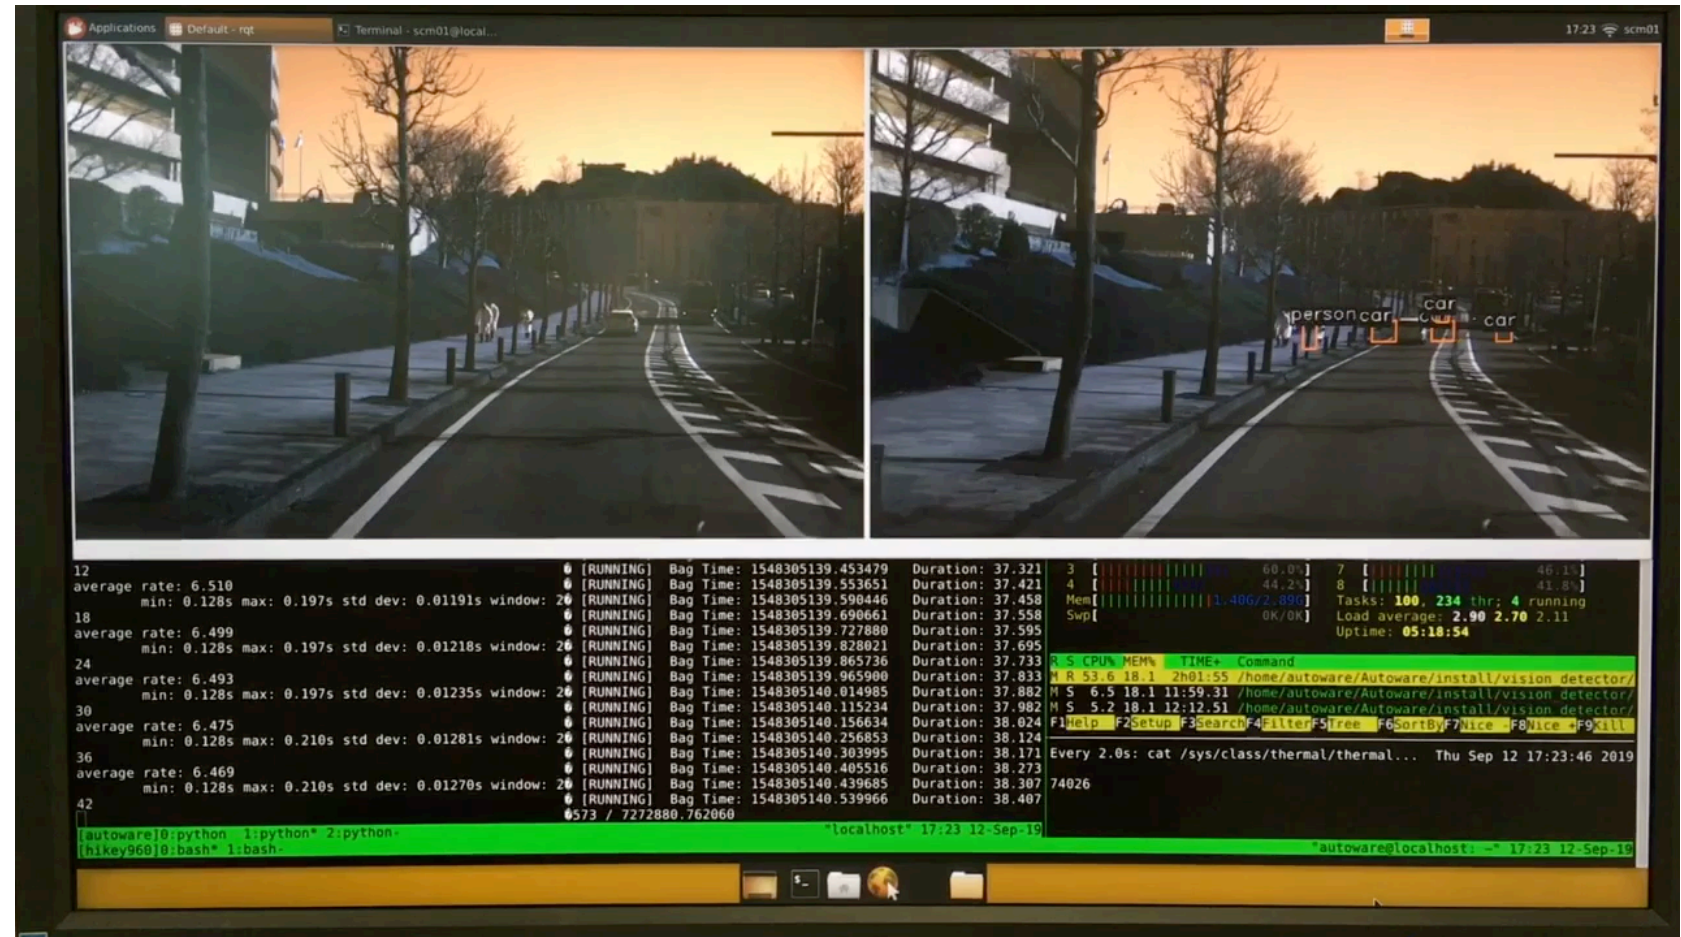 Applications
Default - rqt
Terminal - scm01@local...
17:23
scm01
person car car car
12
average rate: 6.510
min: 0.128s max: 0.197s std dev: 0.01191s window: 2
18
average rate: 6.499
min: 0.128s max: 0.197s std dev: 0.01218s window: 2
24
average rate: 6.493
min: 0.128s max: 0.197s std dev: 0.01235s window: 2
30
average rate: 6.475
min: 0.128s max: 0.210s std dev: 0.01281s window: 2
36
average rate: 6.469
min: 0.128s max: 0.210s std dev: 0.01270s window: 2
42
[RUNNING] Bag Time: 1548305139.453479 Duration: 37.321
[RUNNING] Bag Time: 1548305139.553651 Duration: 37.421
[RUNNING] Bag Time: 1548305139.590446 Duration: 37.458
[RUNNING] Bag Time: 1548305139.690661 Duration: 37.558
[RUNNING] Bag Time: 1548305139.727880 Duration: 37.595
[RUNNING] Bag Time: 1548305139.828021 Duration: 37.695
[RUNNING] Bag Time: 1548305139.865736 Duration: 37.733
[RUNNING] Bag Time: 1548305139.965900 Duration: 37.833
[RUNNING] Bag Time: 1548305140.014985 Duration: 37.882
[RUNNING] Bag Time: 1548305140.115234 Duration: 37.982
[RUNNING] Bag Time: 1548305140.156634 Duration: 38.024
[RUNNING] Bag Time: 1548305140.256853 Duration: 38.124
[RUNNING] Bag Time: 1548305140.303995 Duration: 38.171
[RUNNING] Bag Time: 1548305140.405516 Duration: 38.273
[RUNNING] Bag Time: 1548305140.439685 Duration: 38.307
[RUNNING] Bag Time: 1548305140.539966 Duration: 38.407
573 / 7272880.762060
[autoware]0:python 1:python* 2:python- "localhost" 17:23 12-Sep-19
3 [ 60.0%] 7 [ 46.1%]
4 [ 44.2%] 8 [ 41.8%]
Mem[ 1.40G/2.89G] Tasks: 100, 234 thr; 4 running
Swp[ 0K/0K] Load average: 2.90 2.70 2.11
Uptime: 05:18:54
R S CPU% MEM% TIME+ Command
M R 53.6 18.1 2h01:55 /home/autoware/Autoware/install/vision_detector/
M S 6.5 18.1 11:59.31 /home/autoware/Autoware/install/vision_detector/
M S 5.2 18.1 12:12.51 /home/autoware/Autoware/install/vision_detector/
F1Help F2Setup F3SearchF4FilterF5Tree F6SortByF7Nice -F8Nice +F9Kill
Every 2.0s: cat /sys/class/thermal/thermal... Thu Sep 12 17:23:46 2019
74026
[hikey960]0:bash* 1:bash- "autoware@localhost: ~" 17:23 12-Sep-19